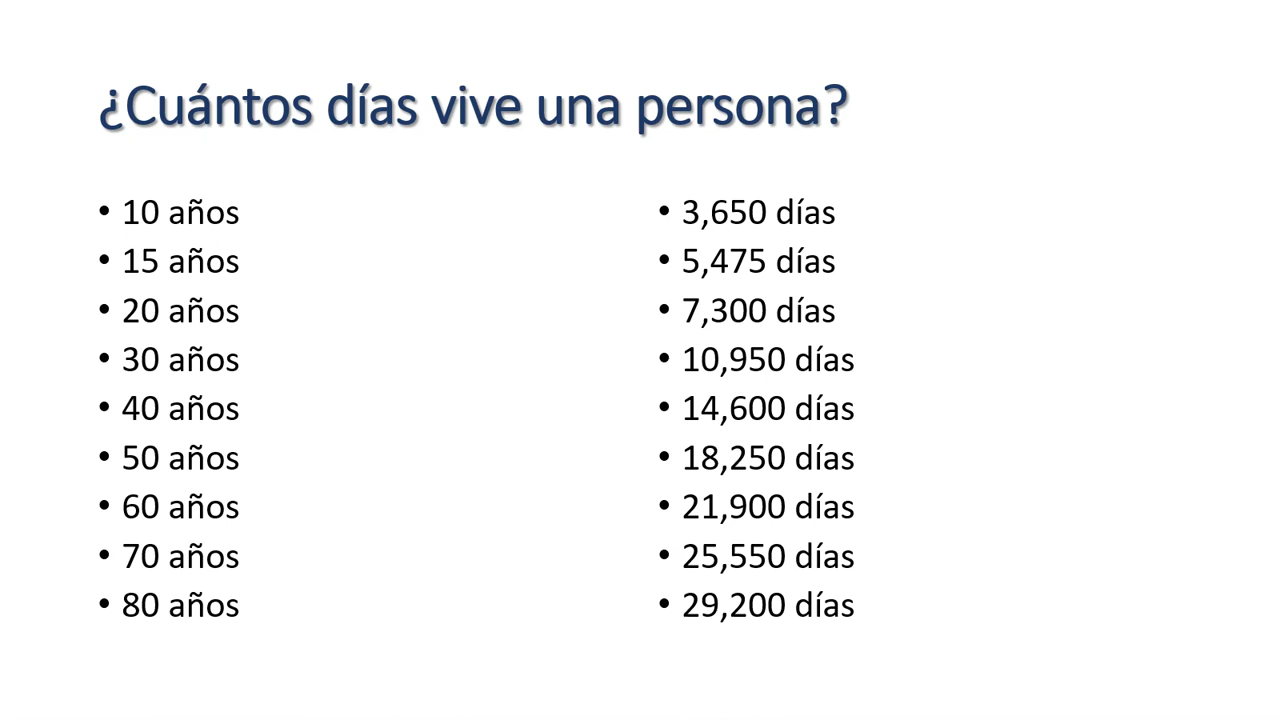 ¿Cuántos días vive una persona?
• 10 años
• 15 años
• 20 años
• 30 años
• 40 años
• 50 años
• 60 años
• 70 años
• 80 años
• 3,650 días
• 5,475 días
• 7,300 días
• 10,950 días
• 14,600 días
• 18,250 días
• 21,900 días
• 25,550 días
• 29,200 días